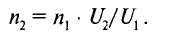 n₂ = n₁ · U₂/U₁ .